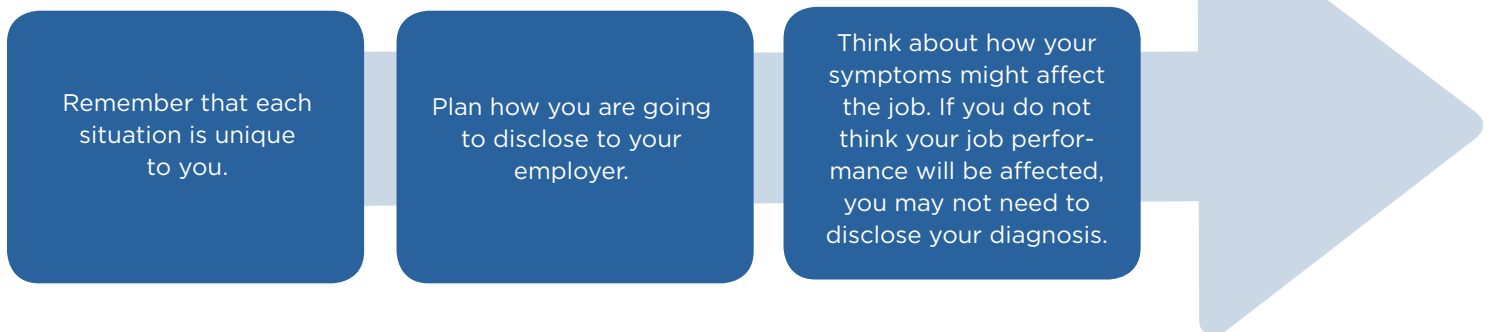 Remember that each
situation is unique
to you.
Plan how you are going
to disclose to your
employer.
Think about how your
symptoms might affect
the job. If you do not
think your job perfor-
mance will be affected,
you may not need to
disclose your diagnosis.